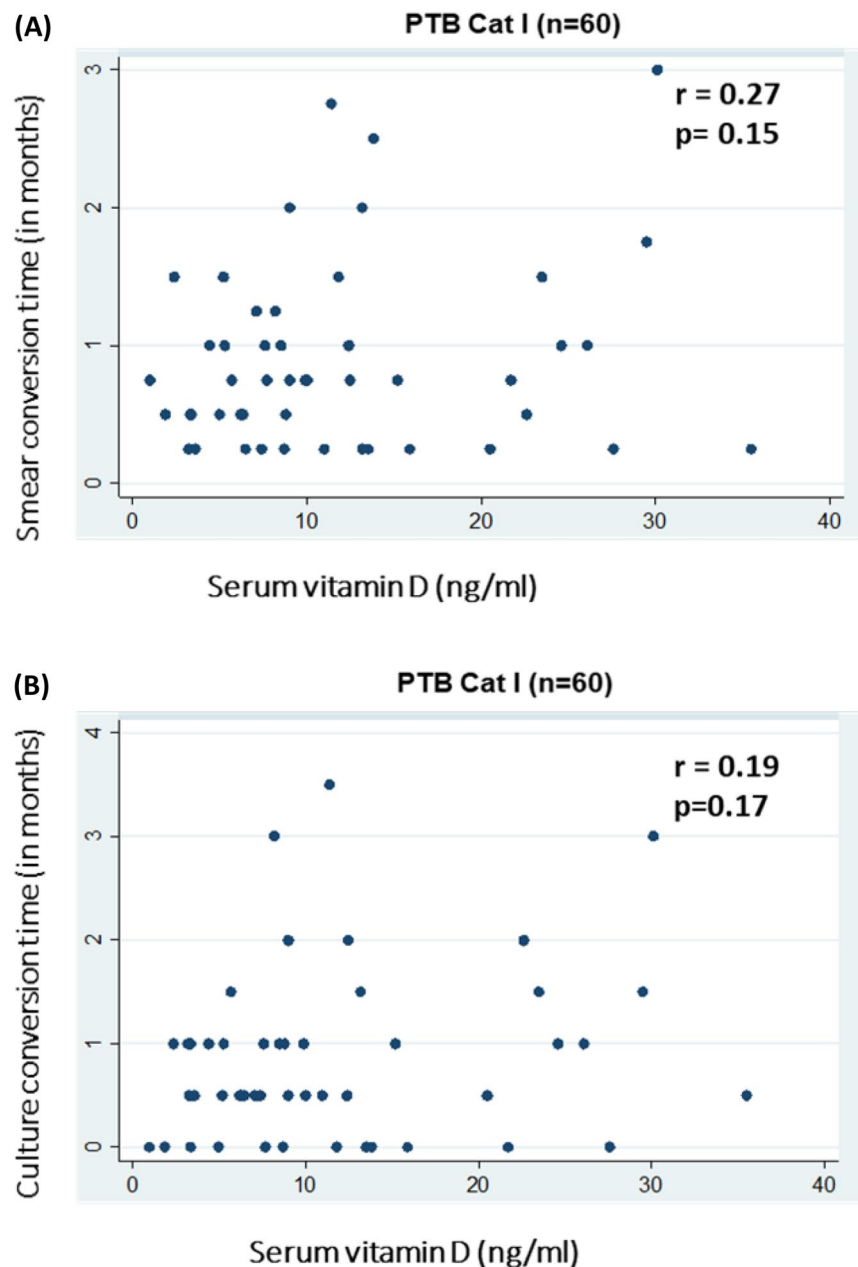 (A)
PTB Cat I (n=60)
r = 0.27
p= 0.15
Smear conversion time (in months)
3
2
1
0
0 10 20 30 40
Serum vitamin D (ng/ml)
(B)
PTB Cat I (n=60)
r = 0.19
p=0.17
Culture conversion time (in months)
4
3
2
1
0
0 10 20 30 40
Serum vitamin D (ng/ml)